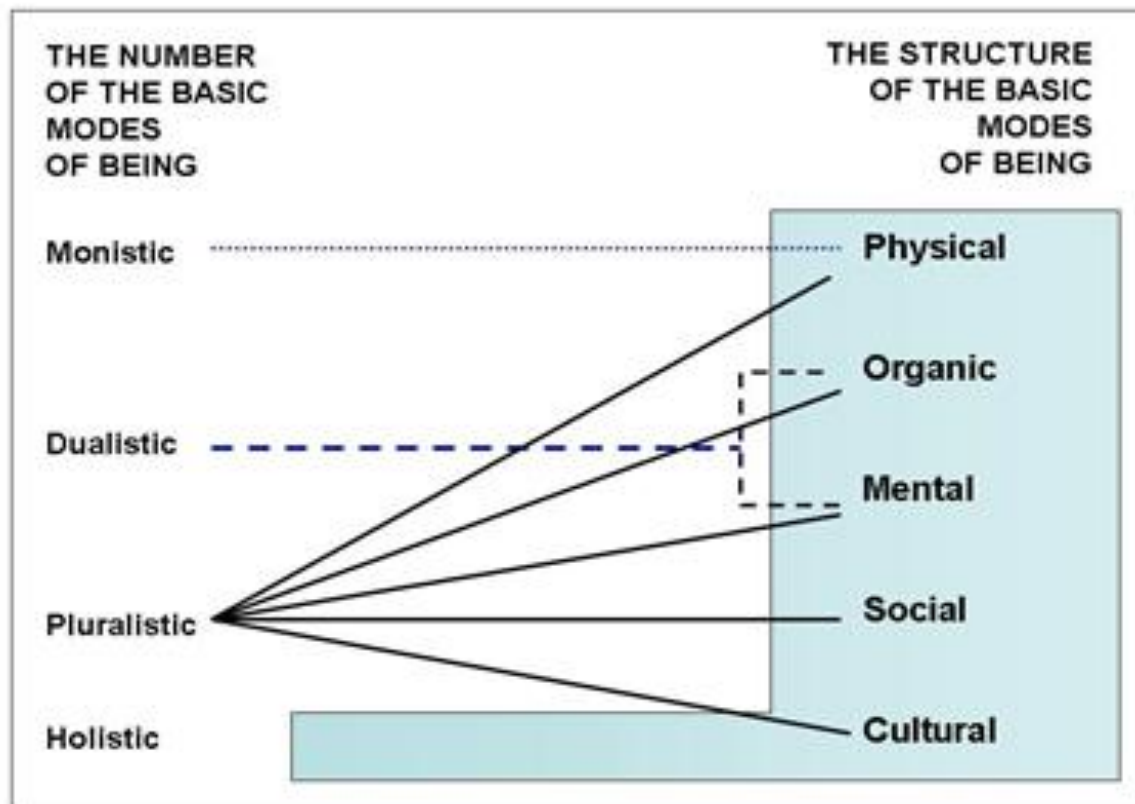 THE NUMBER
OF THE BASIC
MODES
OF BEING
THE STRUCTURE
OF THE BASIC
MODES
OF BEING
Monistic
Physical
Organic
Dualistic
Mental
Pluralistic
Social
Holistic
Cultural